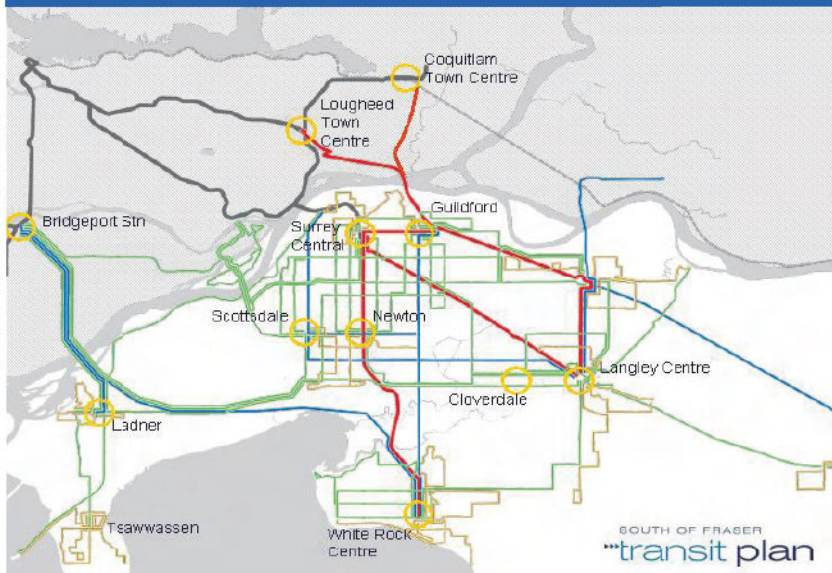 Coquitlam
Town Centre
Lougheed
Town
Centre
Bridgeport Stn
Guildford
Surrey
Central
Scottsdale
Newton
Langley Centre
Cloverdale
Ladner
Tsawwassen
White Rock
Centre
SOUTH OF FRASER
transit plan